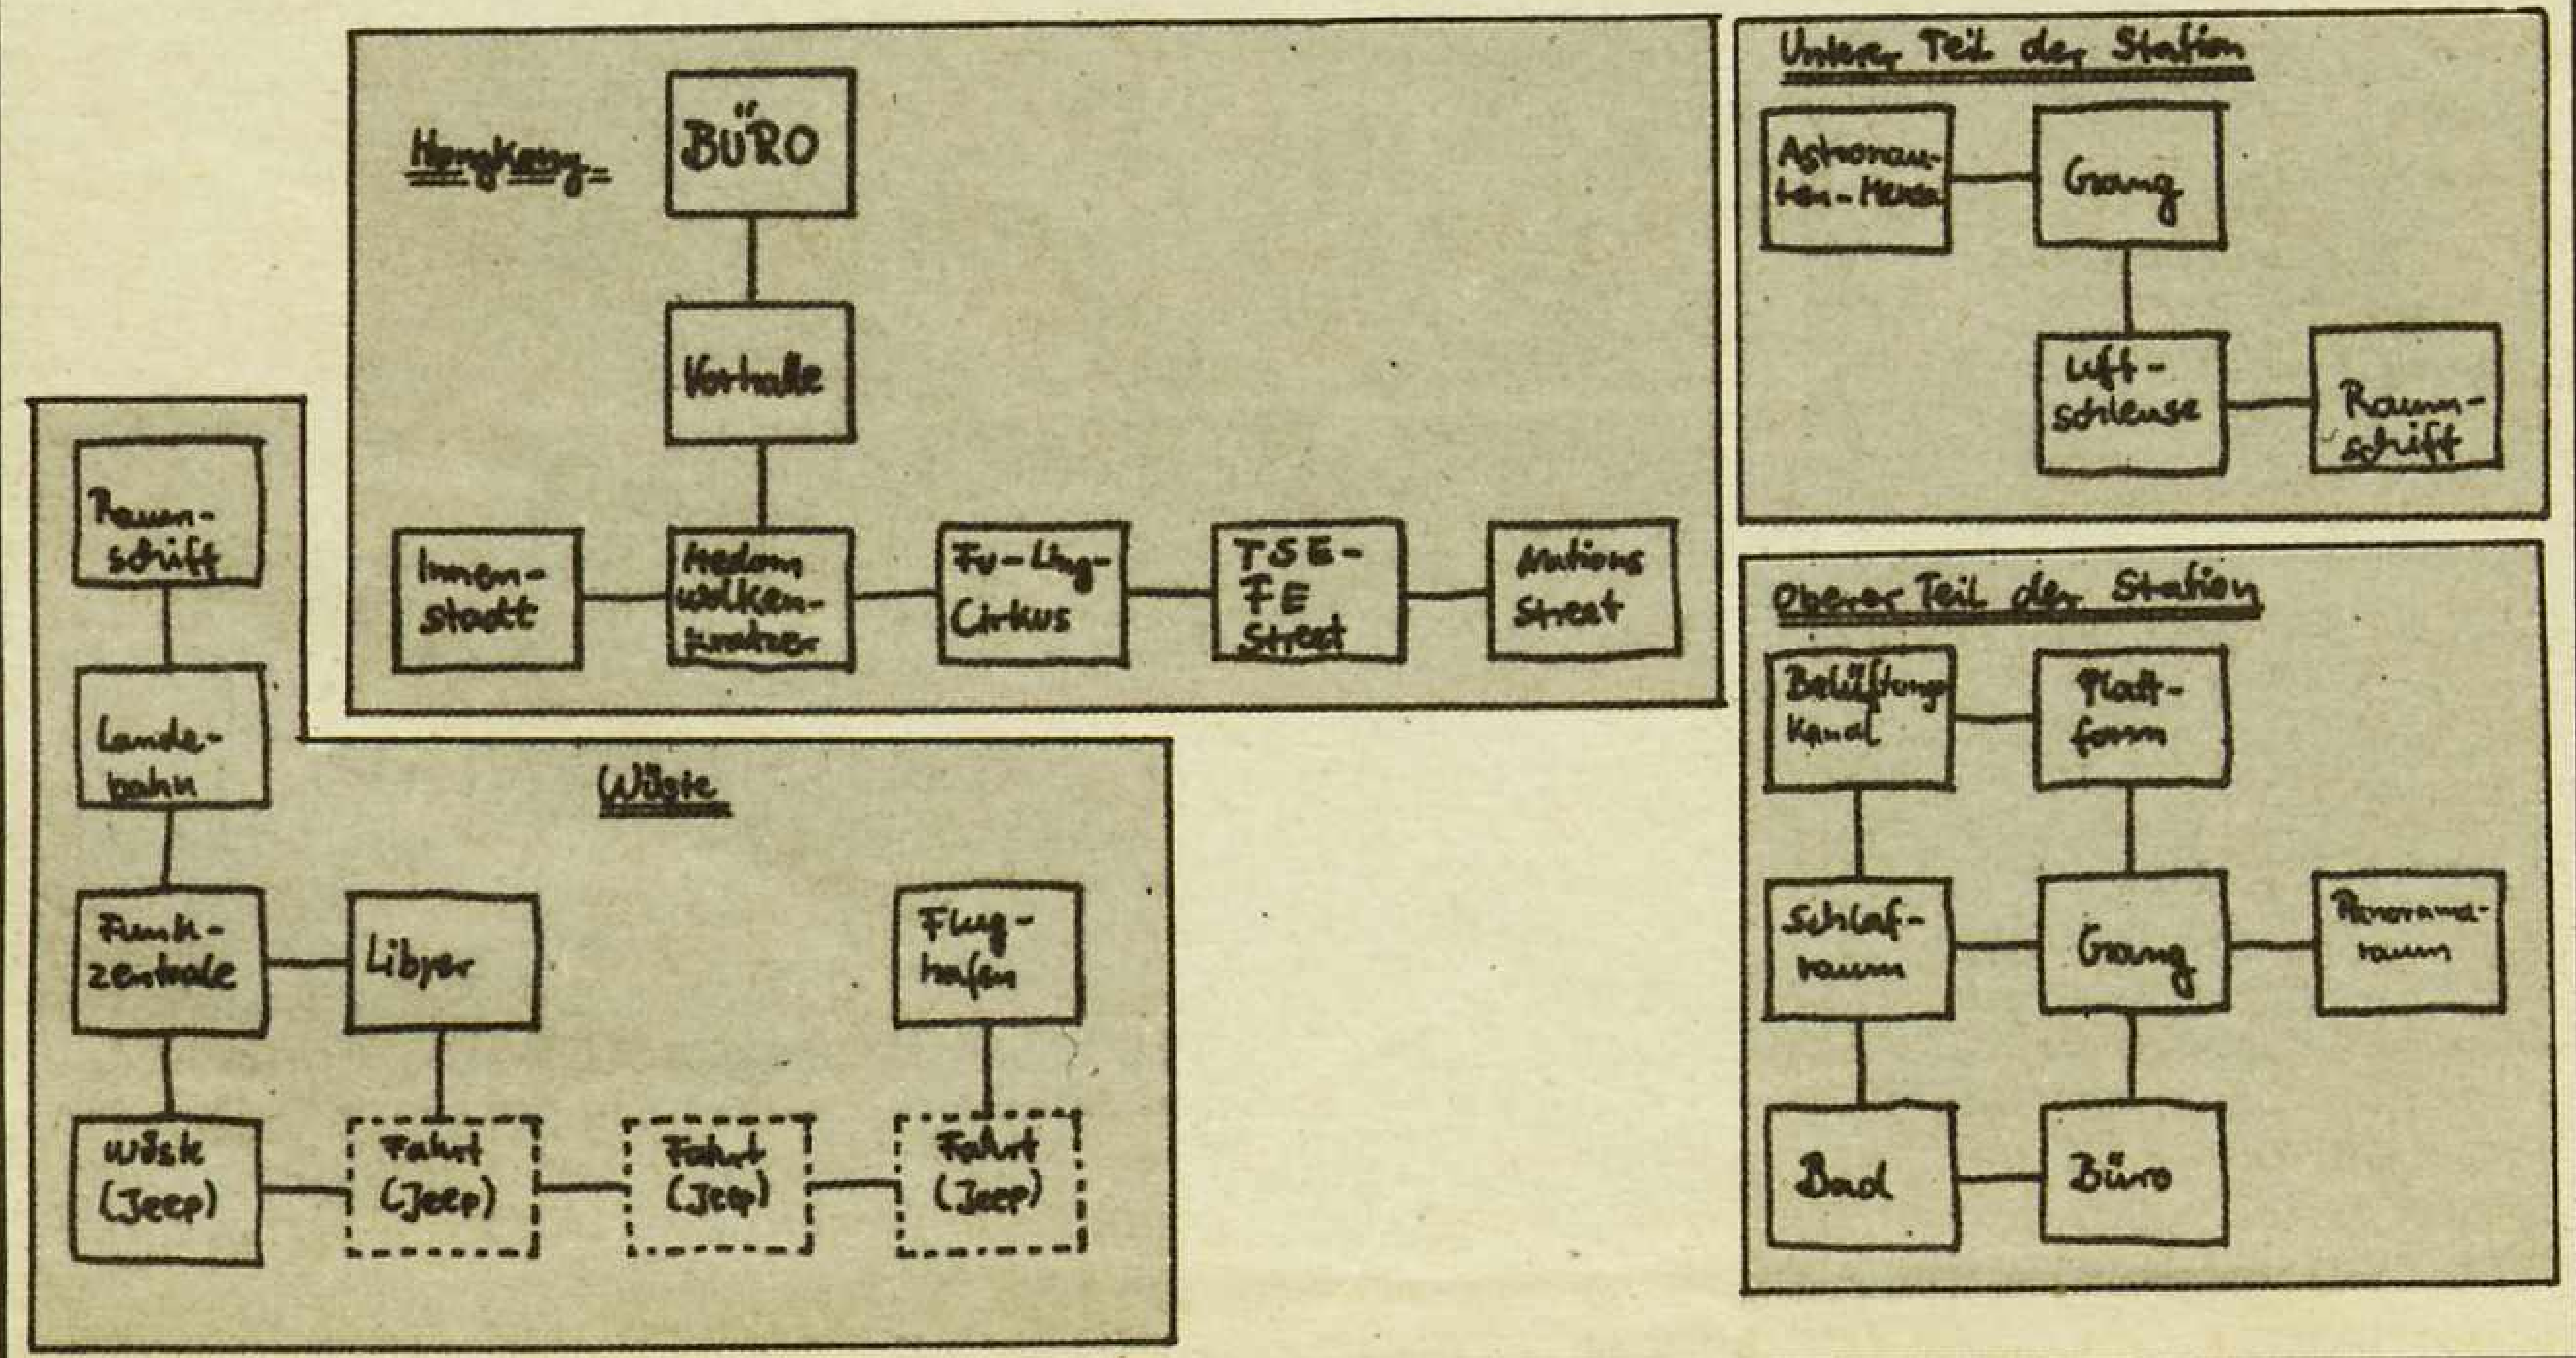 Hongkong
BÜRO
Vorhalle
Innen-
stadt
Hedom
wolken-
kratzer
Fu-Ling-
Cirkus
TSE-
FE
Street
Nations
Street
Unterer Teil der Station
Astronau-
ten-Mensa
Gang
Luft-
schleuse
Raum-
schiff
Oberer Teil der Station
Belüftungs
Kanal
Platt-
form
Schlaf-
raum
Gang
Panorama-
raum
Bad
Büro
Wüste
Raum-
schiff
Lande-
bahn
Funk-
zentrale
Libyer
Flug-
hafen
Wüste
(Jeep)
Fahrt
(Jeep)
Fahrt
(Jeep)
Fahrt
(Jeep)